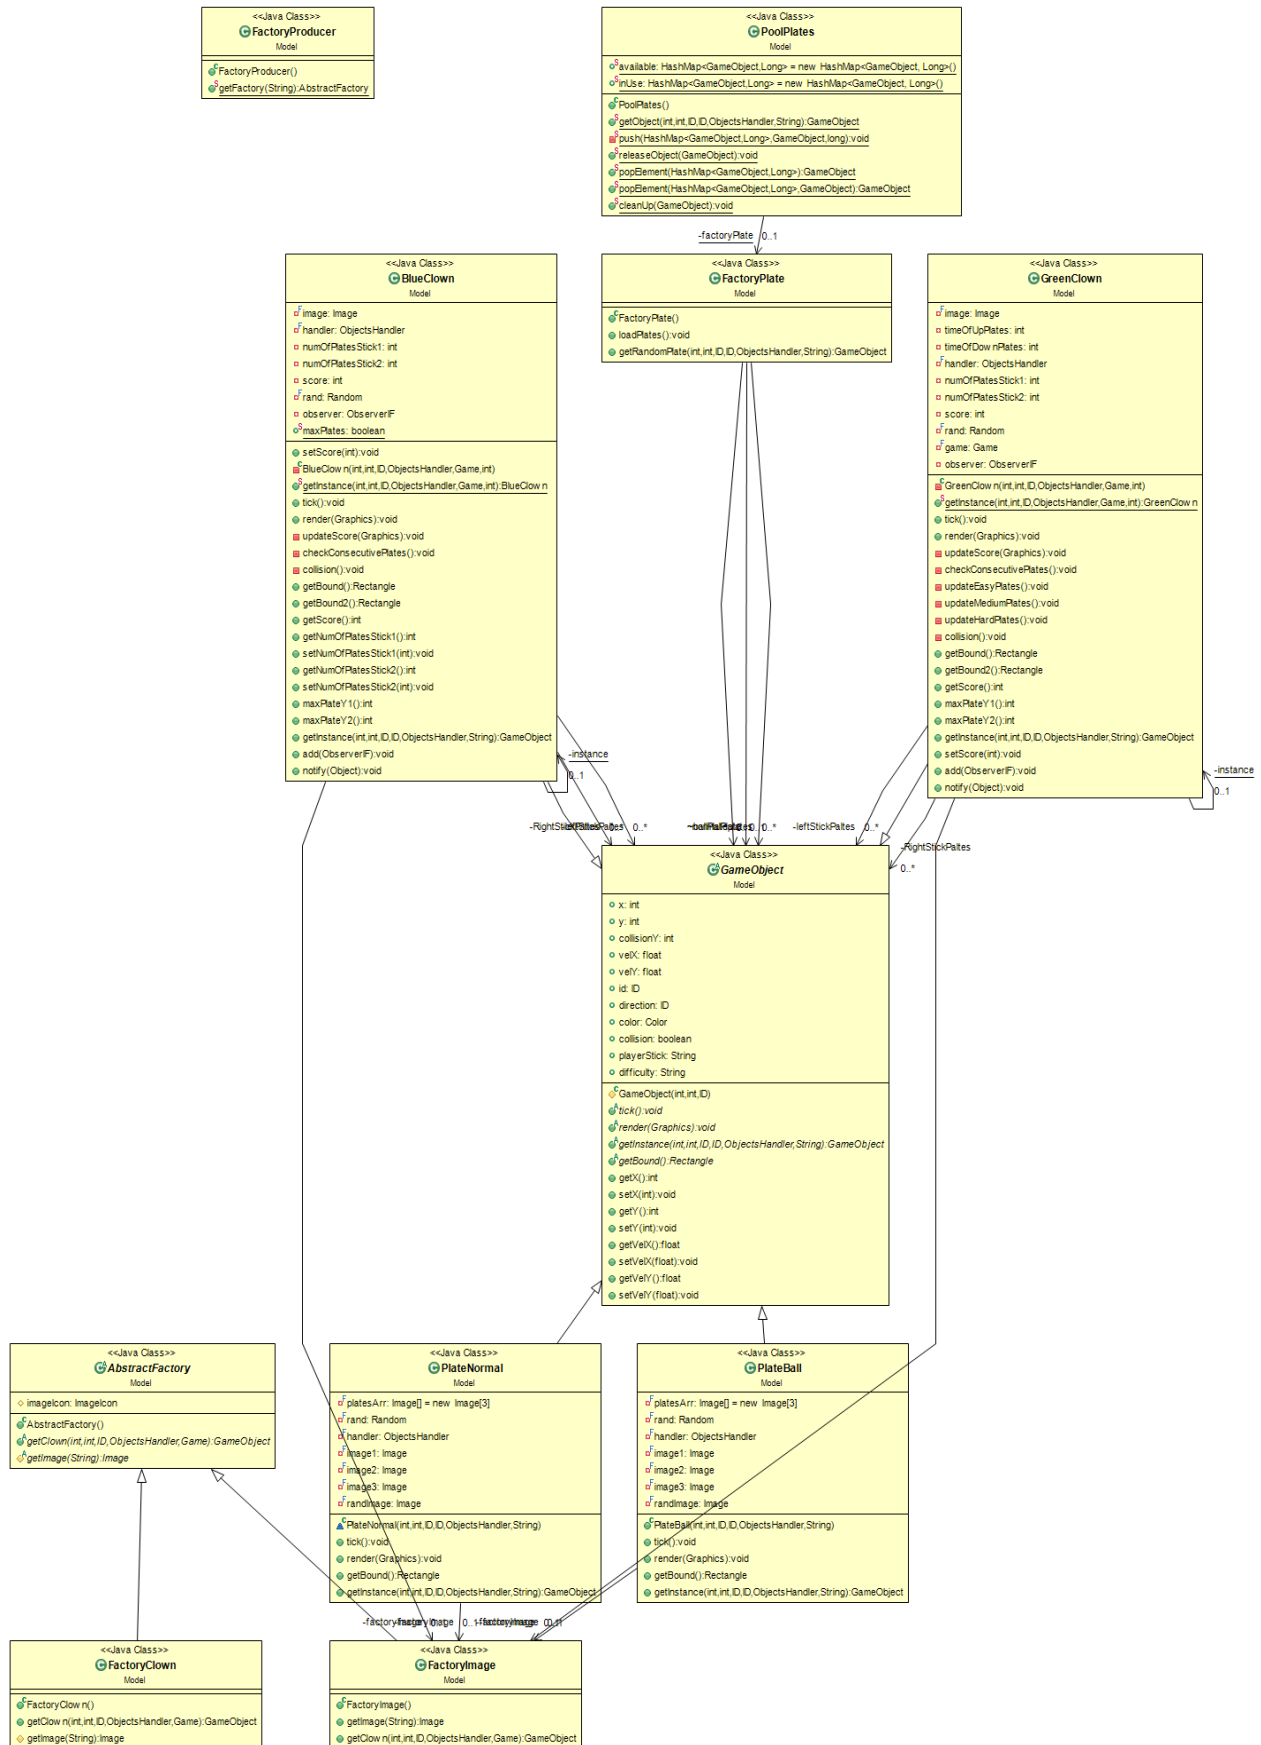 <<Java Class>>
FactoryProducer
Model
FactoryProducer()
getFactory(String):AbstractFactory
<<Java Class>>
PoolPlates
Model
available: HashMap<GameObject,Long> = new HashMap<GameObject, Long>()
inUse: HashMap<GameObject,Long> = new HashMap<GameObject, Long>()
PoolPlates()
getObject(int,int,ID,ID,ObjectsHandler,String):GameObject
push(HashMap<GameObject,Long>,GameObject,long):void
releaseObject(GameObject):void
popElement(HashMap<GameObject,Long>):GameObject
popElement(HashMap<GameObject,Long>,GameObject):GameObject
cleanUp(GameObject):void
-factoryPlate 0..1
<<Java Class>>
BlueClown
Model
image: Image
handler: ObjectsHandler
numOfPlatesStick1: int
numOfPlatesStick2: int
score: int
rand: Random
observer: ObserverIF
maxPlates: boolean
setScore(int):void
BlueClown(int,int,ID,ObjectsHandler,Game,int)
getInstance(int,int,ID,ObjectsHandler,Game,int):BlueClown
tick():void
render(Graphics):void
updateScore(Graphics):void
checkConsecutivePlates():void
collision():void
getBound():Rectangle
getBound2():Rectangle
getScore():int
getNumOfPlatesStick1():int
setNumOfPlatesStick1(int):void
getNumOfPlatesStick2():int
setNumOfPlatesStick2(int):void
maxPlateY1():int
maxPlateY2():int
getInstance(int,int,ID,ID,ObjectsHandler,String):GameObject
add(ObserverIF):void
notify(Object):void
<<Java Class>>
FactoryPlate
Model
FactoryPlate()
loadPlates():void
getRandomPlate(int,int,ID,ID,ObjectsHandler,String):GameObject
<<Java Class>>
GreenClown
Model
image: Image
timeOfUpPlates: int
timeOfDownPlates: int
handler: ObjectsHandler
numOfPlatesStick1: int
numOfPlatesStick2: int
score: int
rand: Random
game: Game
observer: ObserverIF
GreenClown(int,int,ID,ObjectsHandler,Game,int)
getInstance(int,int,ID,ObjectsHandler,Game,int):GreenClown
tick():void
render(Graphics):void
updateScore(Graphics):void
checkConsecutivePlates():void
updateEasyPlates():void
updateMediumPlates():void
updateHardPlates():void
collision():void
getBound():Rectangle
getBound2():Rectangle
getScore():int
maxPlateY1():int
maxPlateY2():int
getInstance(int,int,ID,ID,ObjectsHandler,String):GameObject
setScore(int):void
add(ObserverIF):void
notify(Object):void
-instance
0..1
-instance
0..1
0..*
-leftStickPaltes 0..*
-RightStickPaltes
0..*
<<Java Class>>
GameObject
Model
x: int
y: int
collisionY: int
velX: float
velY: float
id: ID
direction: ID
color: Color
collision: boolean
playerStick: String
difficulty: String
GameObject(int,int,ID)
tick():void
render(Graphics):void
getInstance(int,int,ID,ID,ObjectsHandler,String):GameObject
getBound():Rectangle
getX():int
setX(int):void
getY():int
setY(int):void
getVelX():float
setVelX(float):void
getVelY():float
setVelY(float):void
<<Java Class>>
AbstractFactory
Model
imageIcon: ImageIcon
AbstractFactory()
getClown(int,int,ID,ObjectsHandler,Game):GameObject
getImage(String):Image
<<Java Class>>
PlateNormal
Model
platesArr: Image[] = new Image[3]
rand: Random
handler: ObjectsHandler
image1: Image
image2: Image
image3: Image
randImage: Image
PlateNormal(int,int,ID,ID,ObjectsHandler,String)
tick():void
render(Graphics):void
getBound():Rectangle
getInstance(int,int,ID,ID,ObjectsHandler,String):GameObject
<<Java Class>>
PlateBall
Model
platesArr: Image[] = new Image[3]
rand: Random
handler: ObjectsHandler
image1: Image
image2: Image
image3: Image
randImage: Image
PlateBall(int,int,ID,ID,ObjectsHandler,String)
tick():void
render(Graphics):void
getBound():Rectangle
getInstance(int,int,ID,ID,ObjectsHandler,String):GameObject
<<Java Class>>
FactoryClown
Model
FactoryClown()
getClown(int,int,ID,ObjectsHandler,Game):GameObject
getImage(String):Image
<<Java Class>>
FactoryImage
Model
FactoryImage()
getImage(String):Image
getClown(int,int,ID,ObjectsHandler,Game):GameObject